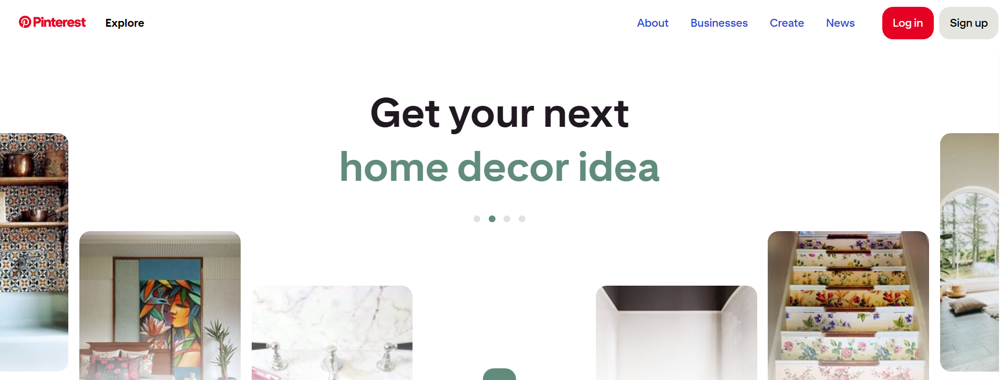 Pinterest Explore About Businesses Create News Log in Sign up
Get your next
home decor idea